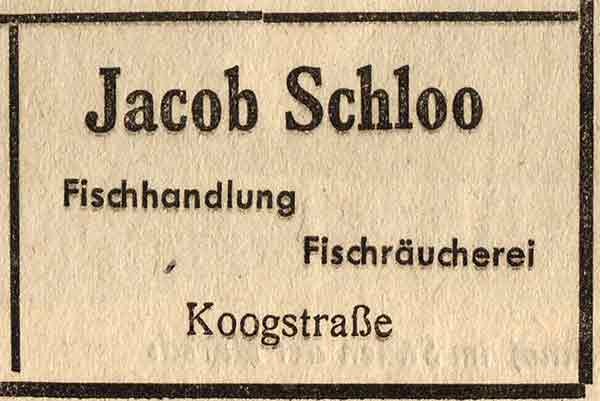 Jacob Schloo
Fischhandlung
Fischräucherei
Koogstraße